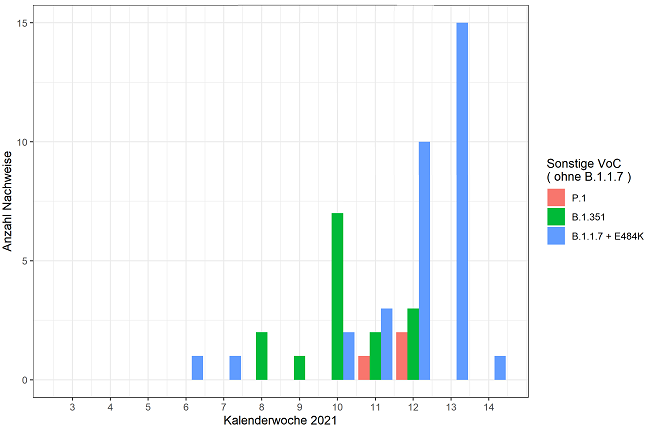 15
10
5
0
Anzahl Nachweise
3 4 5 6 7 8 9 10 11 12 13 14
Kalenderwoche 2021
Sonstige VoC
( ohne B.1.1.7 )
P.1
B.1.351
B.1.1.7 + E484K